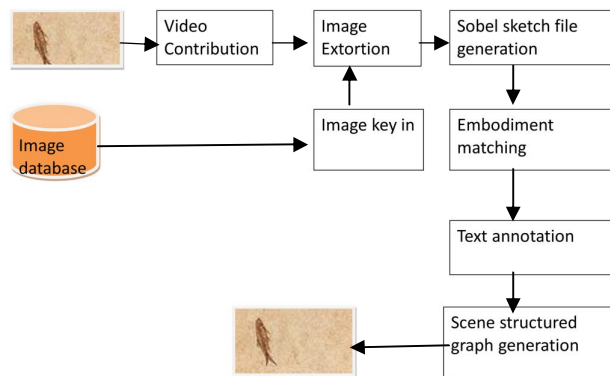 Video
Contribution
Image
Extortion
Sobel sketch file
generation
Image
database
Image key in
Embodiment
matching
Text annotation
Scene structured
graph generation